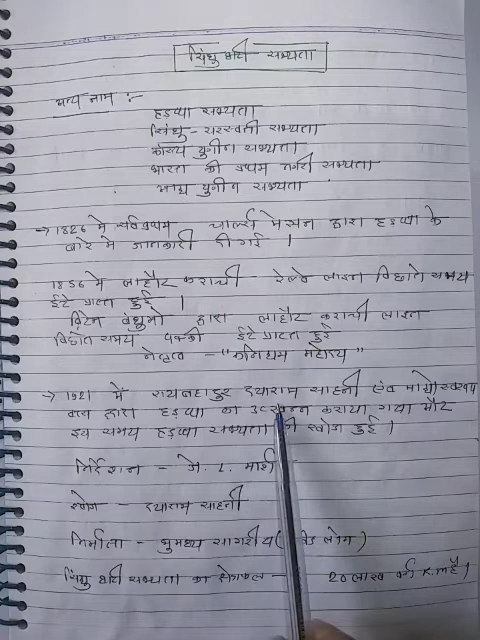 सिंधु घाटी सभ्यता
अन्य नाम :-
हड़प्पा सभ्यता
सिंधु - सरस्वती सभ्यता
कांस्य युगीन सभ्यता
भारत की प्रथम नगरी सभ्यता
आद्य युगीन सभ्यता
→ 1826 मे सर्वप्रथम चार्ल्स मेसन द्वारा हड़प्पा के
बारे मे जानकारी दी गई ।
1856 मे लाहौर कराची रेल्वे लाइन बिछाते समय
ईटे प्राप्त हुई ।
ब्रिटेन बंधुओ द्वारा लाहौर कराची लाइन
बिछाते समय पक्की ईटे प्राप्त हुई
नेतृत्व - "कनिंघम महोदय"
→ 1921 में रायबहादुर दयाराम साहनी एवं माधोस्वरूप
वत्स द्वारा हड़प्पा का उत्खनन कराया गया और
इस समय हड़प्पा सभ्यता की खोज हुई ।
निर्देशन - जे. L. मार्श
खोज - दयाराम साहनी
निर्माता - भुमध्य सागरीय ( लोग )
सिंधु घाटी सभ्यता का क्षेत्रफल - 20 लाख वर्ग K.m है ।